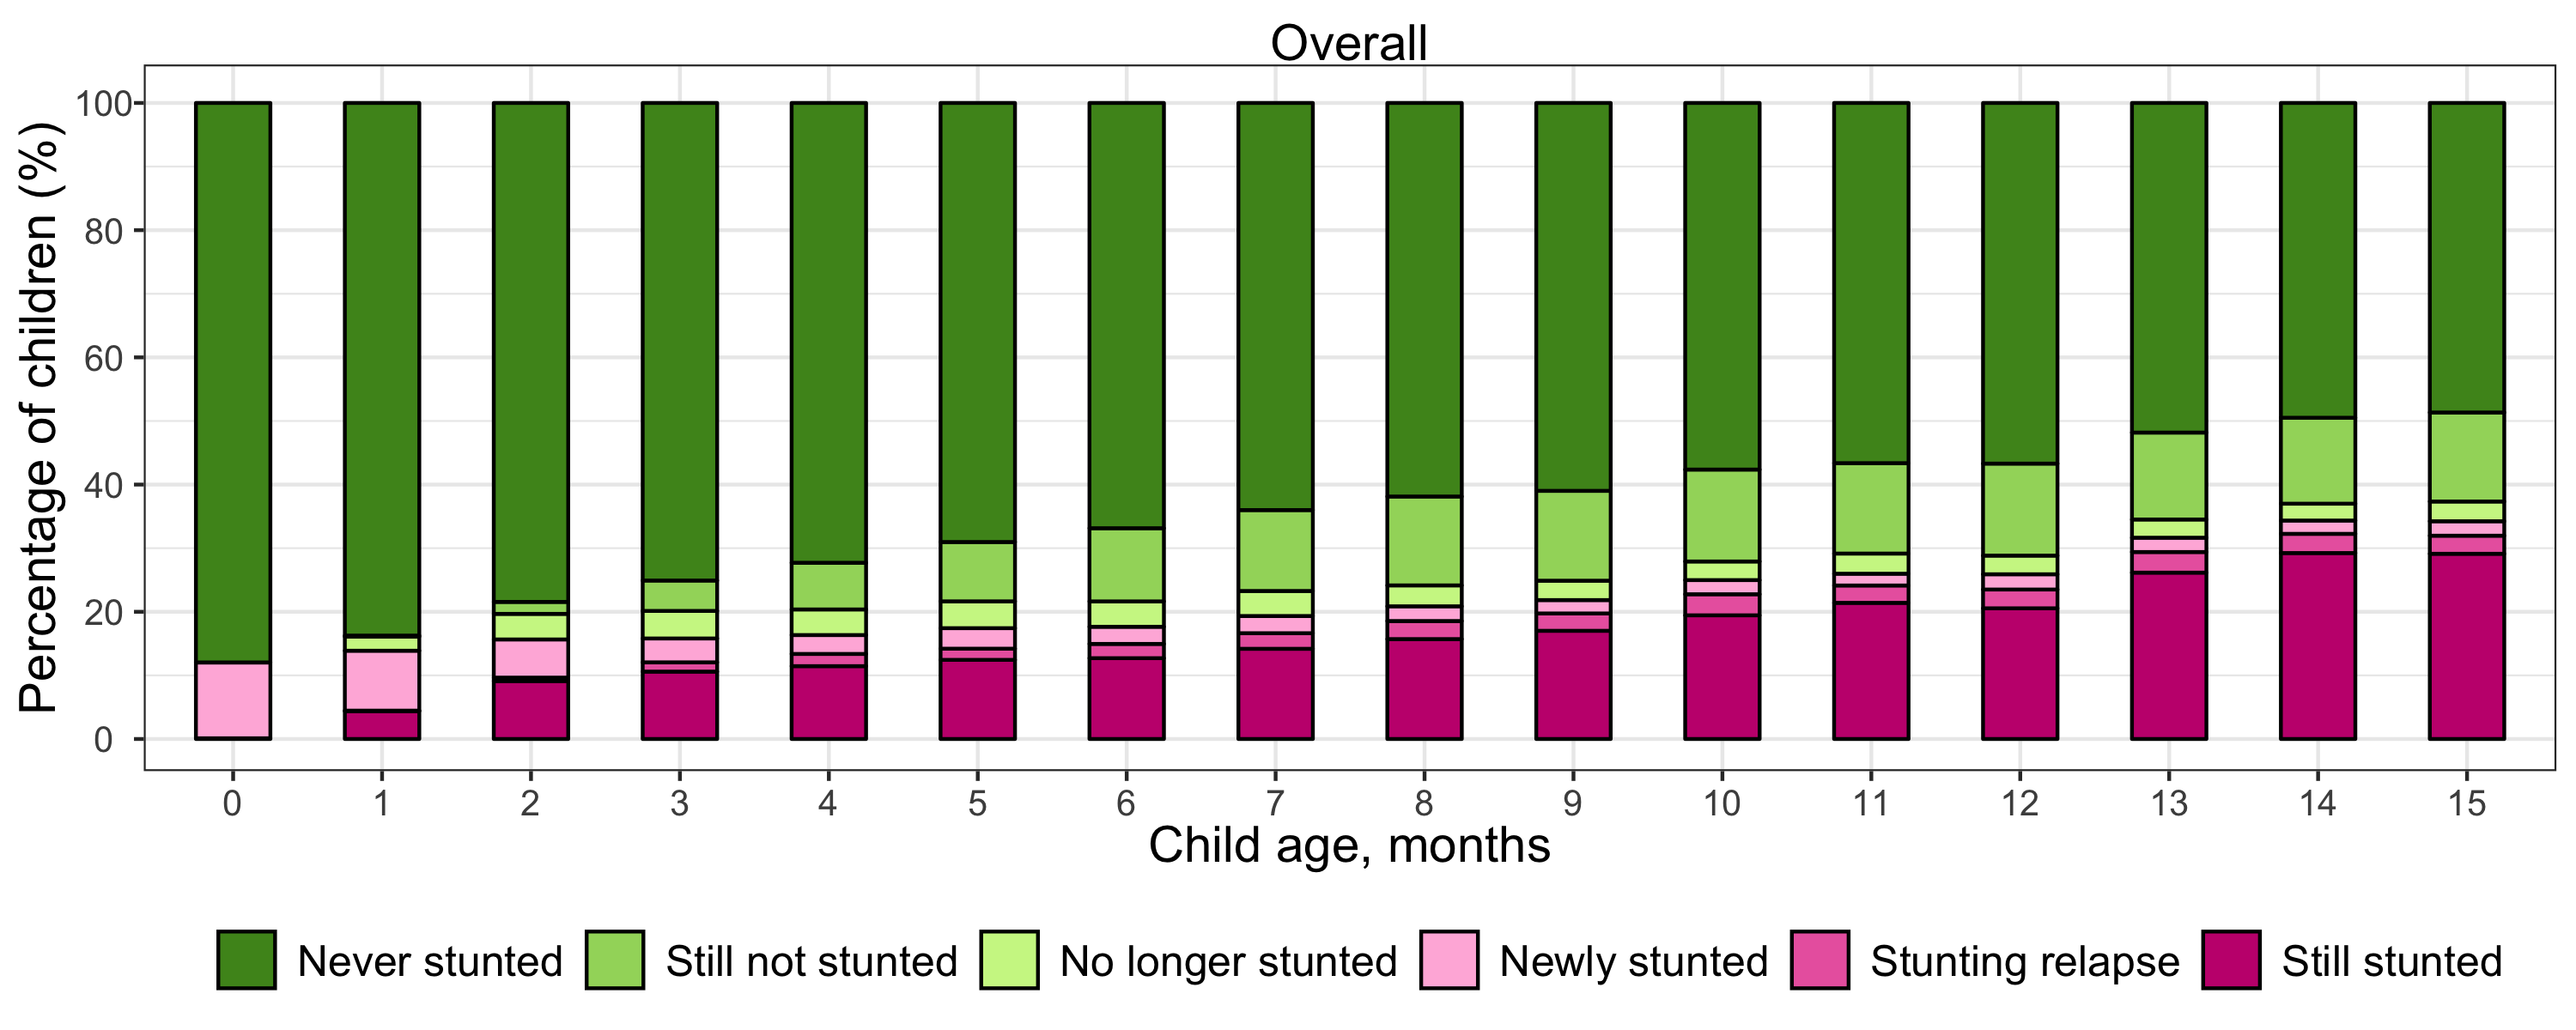 Overall
Percentage of children (%)
100
80
60
40
20
0
0 1 2 3 4 5 6 7 8 9 10 11 12 13 14 15
Child age, months
Never stunted Still not stunted No longer stunted Newly stunted Stunting relapse Still stunted